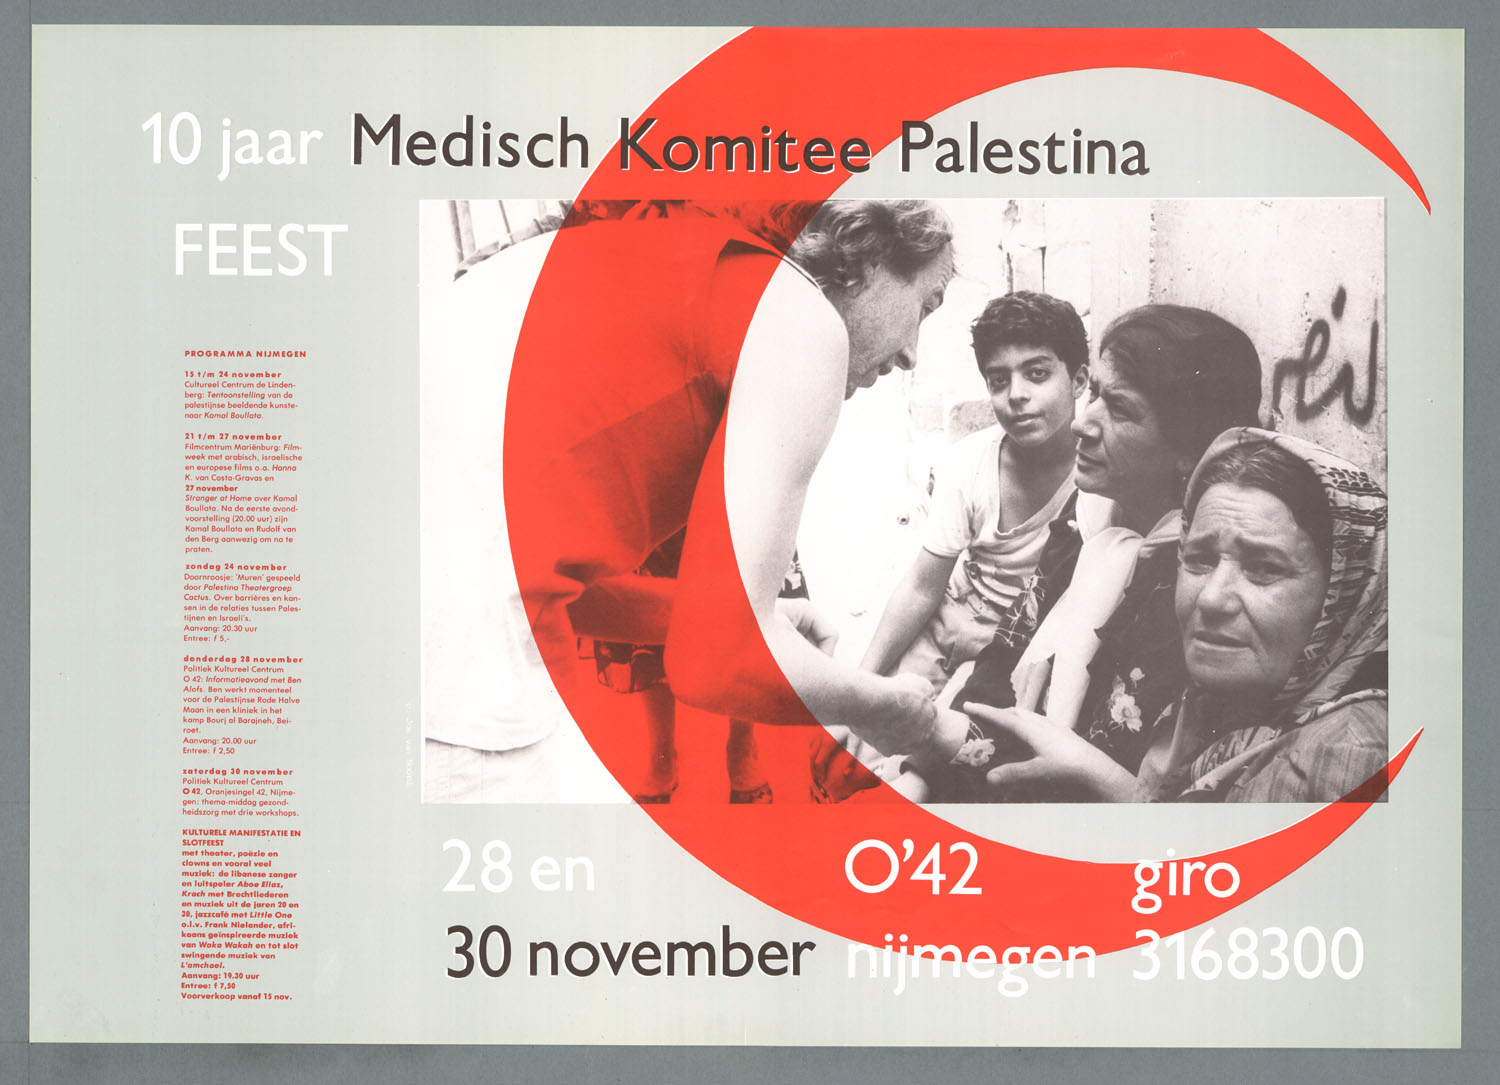 10 jaar Medisch Komitee Palestina
FEEST
PROGRAMMA NIJMEGEN
15 t/m 24 november
Cultureel Centrum de Linden-
berg: Tentoonstelling van de
palestijnse beeldende kunste-
naar Kamal Boullata.
21 t/m 27 november
Filmcentrum Mariënburg: Film-
week met arabisch, israelische
en europese films o.a. Hanna
K. van Costa-Gravas en
27 november
Stranger at Home over Kamal
Boullata. Na de eerste avond-
voorstelling (20.00 uur) zijn
Kamal Boullata en Rudolf van
den Berg aanwezig om na te
praten.
zondag 24 november
Doornroosje: 'Muren' gespeeld
door Palestina Theatergroep
Cactus. Over barrières en kan-
sen in de relaties tussen Pales-
tijnen en Israeli's.
Aanvang: 20.30 uur
Entree: f 5,-
donderdag 28 november
Politiek Kultureel Centrum
O 42: Informatieavond met Ben
Alofs. Ben werkt momenteel
voor de Palestijnse Rode Halve
Maan in een kliniek in het
kamp Bourj al Barajneh, Bei-
roet.
Aanvang: 20.00 uur
Entree: f 2,50
zaterdag 30 november
Politiek Kultureel Centrum
O 42, Oranjesingel 42, Nijme-
gen: thema-middag gezond-
heidszorg met drie workshops.
KULTURELE MANIFESTATIE EN
SLOTFEEST
met theater, poëzie en
clowns en vooral veel
muziek: de libanese zanger
en luitspeler Aboe Ellaz,
Krach met Brechtliederen
en muziek uit de jaren 20 en
30, jazzcafé met Little One
o.l.v. Frank Nielander, afri-
kaans geïnspireerde muziek
van Waka Wakah en tot slot
swingende muziek van
L'amchael.
Aanvang: 19.30 uur
Entree: f 7,50
Voorverkoop vanaf 15 nov.
28 en
30 november
O'42
nijmegen
giro
3168300